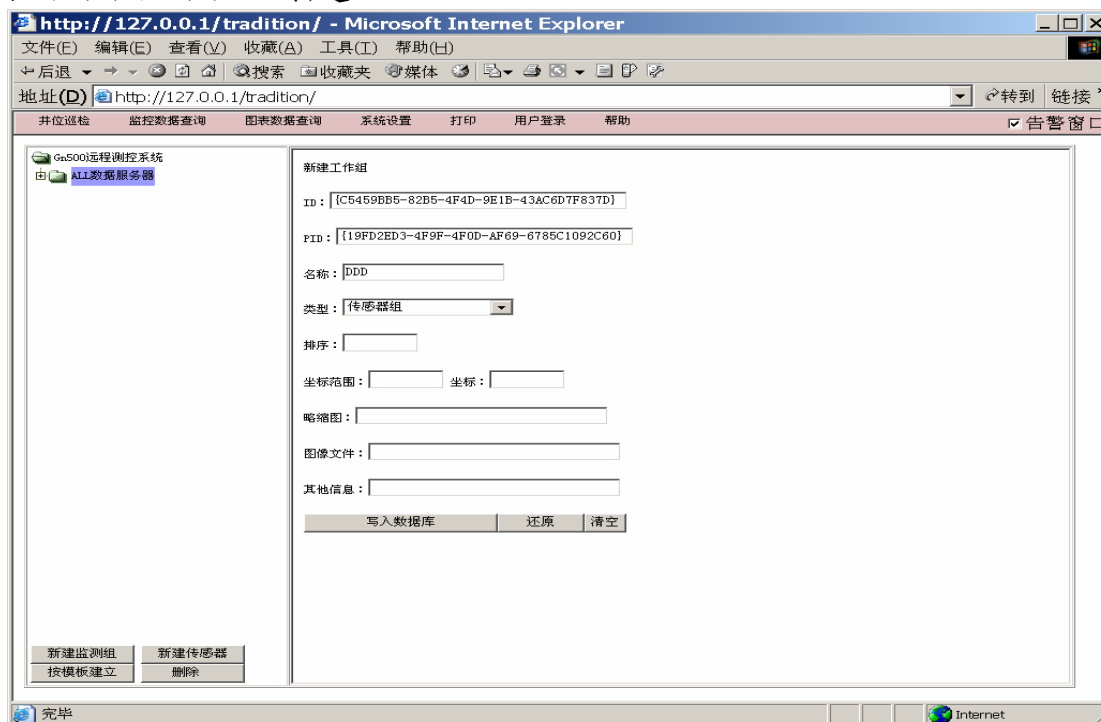 http://127.0.0.1/tradition/ - Microsoft Internet Explorer
文件(F) 编辑(E) 查看(V) 收藏(A) 工具(T) 帮助(H)
后退 搜索 收藏夹 媒体
地址(D) http://127.0.0.1/tradition/ 转到 链接
井位巡检 监控数据查询 图表数据查询 系统设置 打印 用户登录 帮助 告警窗口
Gn500远程测控系统
ALL数据服务器
新建工作组
ID：{C5459BB5-82B5-4F4D-9E1B-43AC6D7F837D}
PID：{19FD2ED3-4F9F-4F0D-AF69-6785C1092C60}
名称：DDD
类型：传感器组
排序：
坐标范围： 坐标：
略缩图：
图像文件：
其他信息：
写入数据库 还原 清空
新建监测组 新建传感器
按模板建立 删除
完毕 Internet